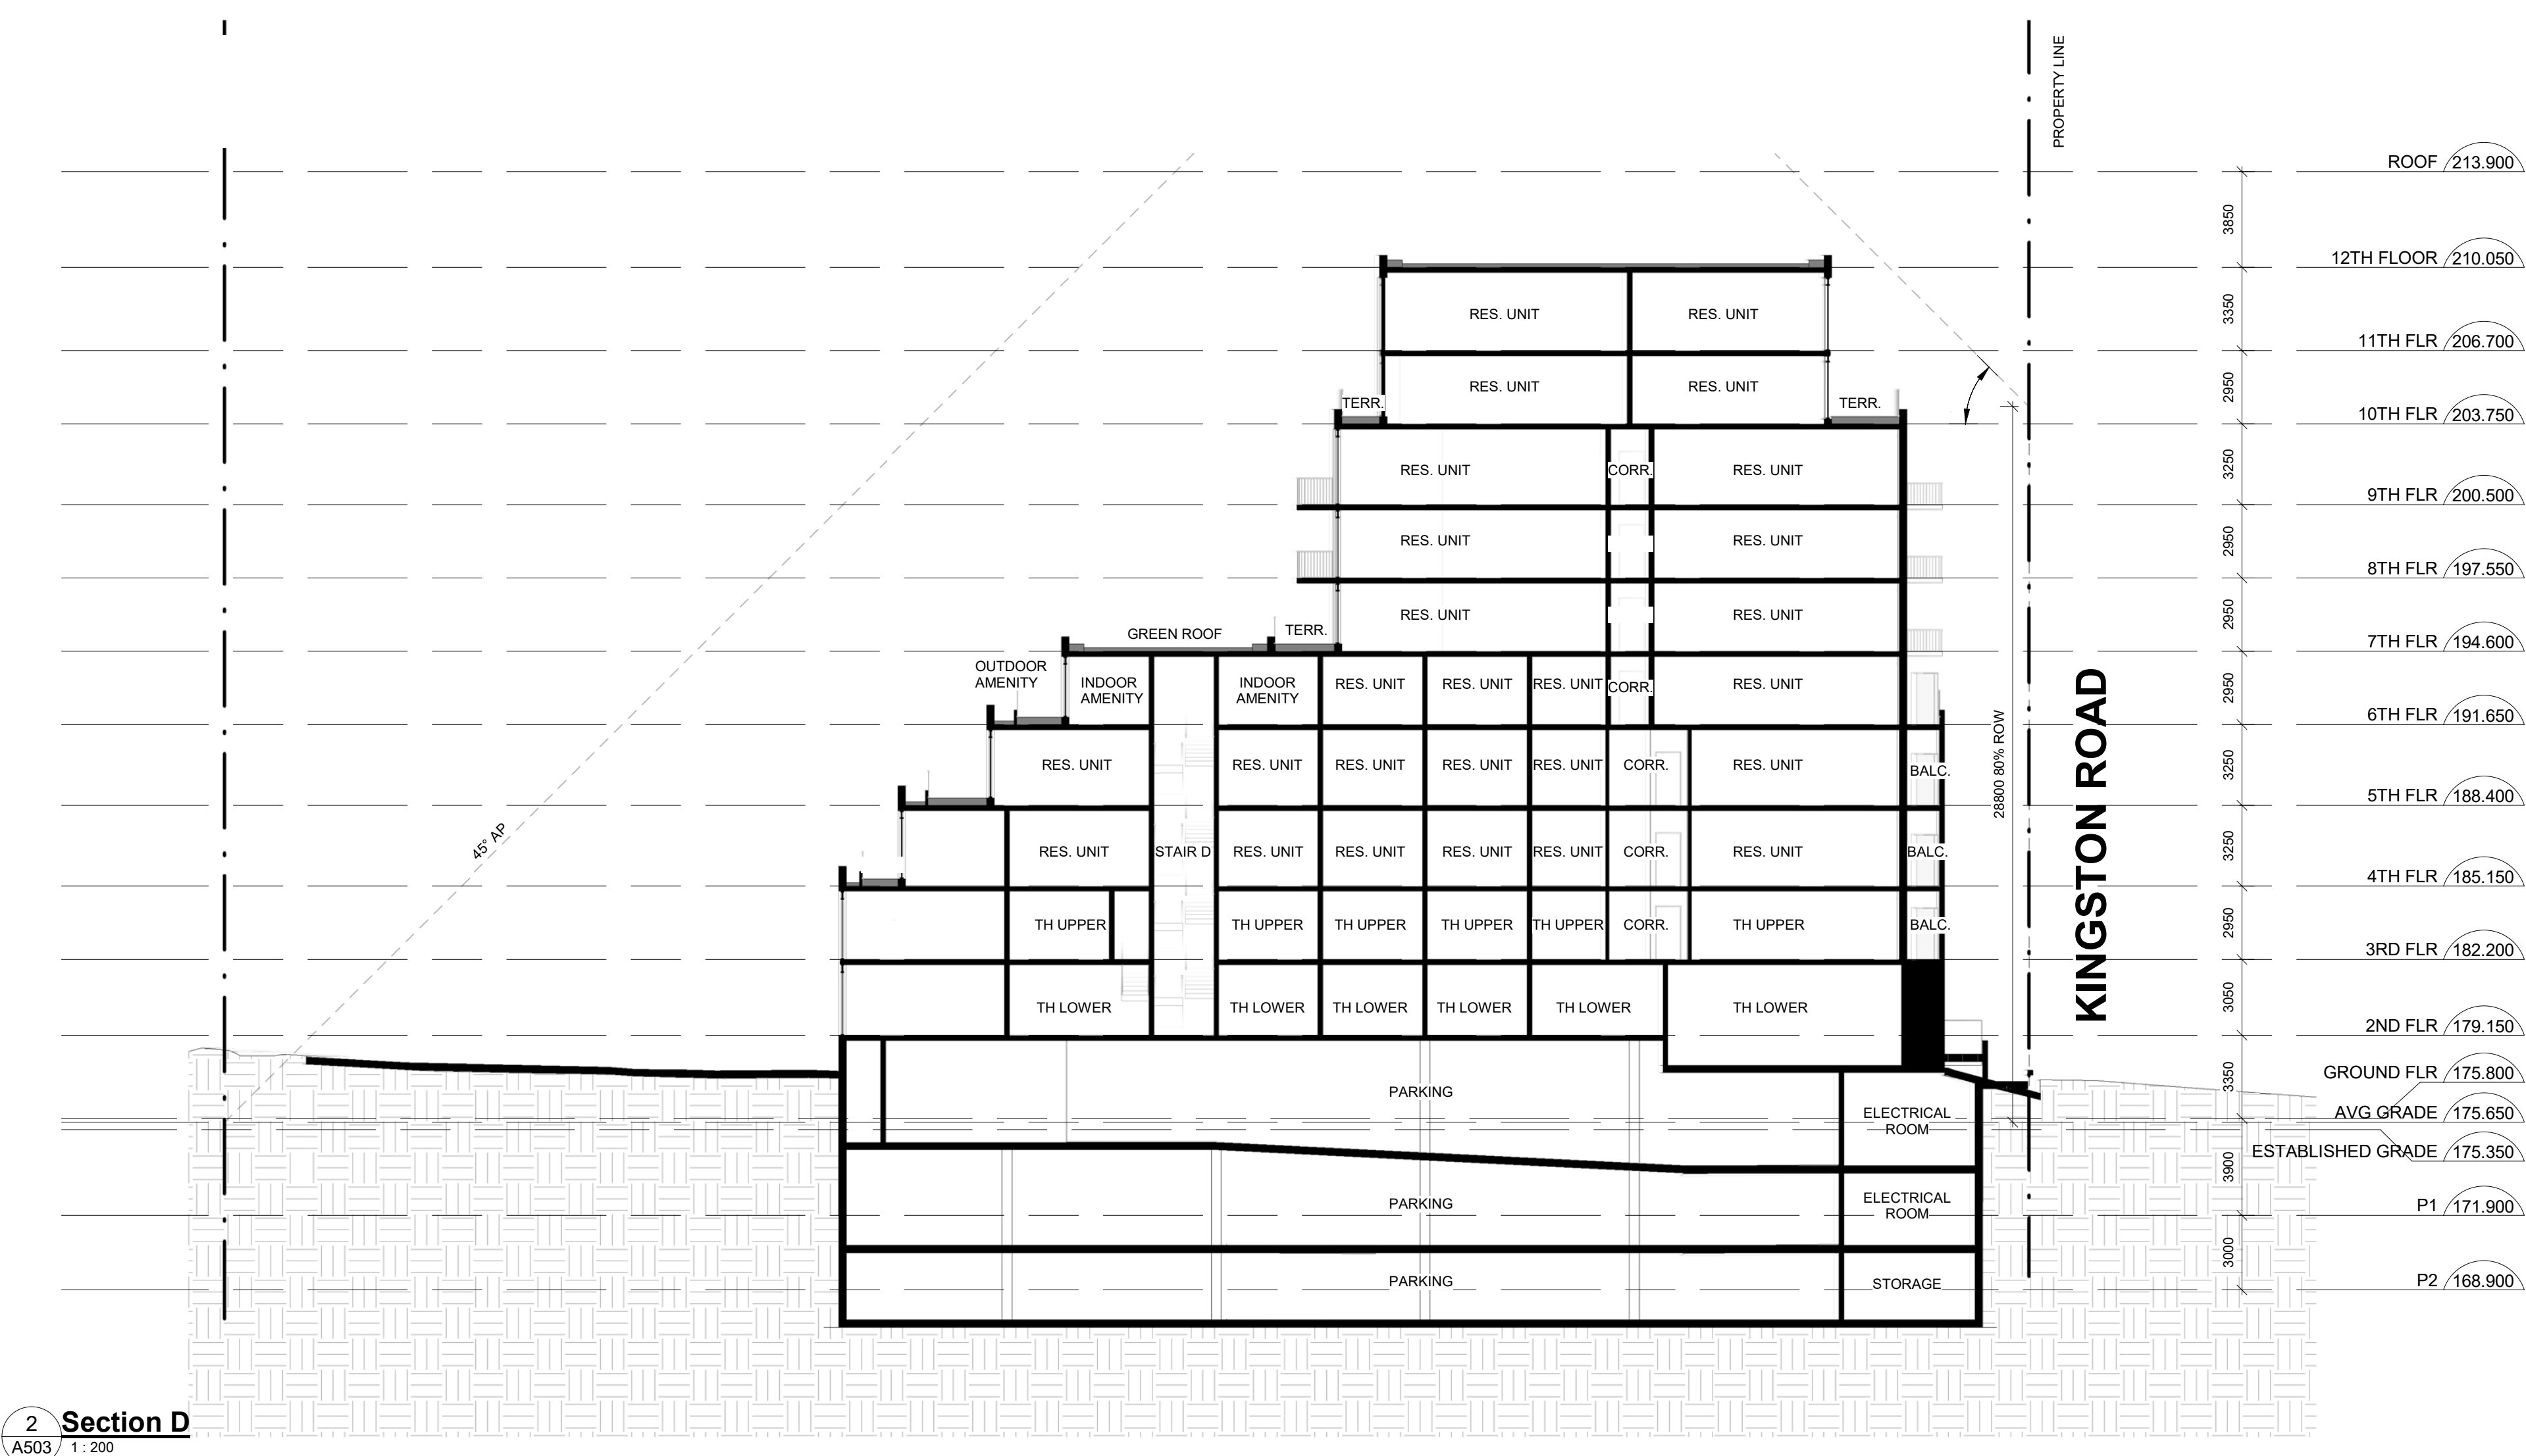 PROPERTY LINE
ROOF 213.900
3850
12TH FLOOR 210.050
3350
RES. UNIT RES. UNIT
11TH FLR 206.700
2950
RES. UNIT RES. UNIT
TERR. TERR.
10TH FLR 203.750
3250
RES. UNIT CORR. RES. UNIT
9TH FLR 200.500
2950
RES. UNIT RES. UNIT
8TH FLR 197.550
2950
RES. UNIT RES. UNIT
GREEN ROOF TERR.
7TH FLR 194.600
2950
OUTDOOR
AMENITY
INDOOR
AMENITY
INDOOR
AMENITY
RES. UNIT RES. UNIT RES. UNIT CORR. RES. UNIT
6TH FLR 191.650
28800 80% ROW
KINGSTON ROAD
3250
RES. UNIT RES. UNIT RES. UNIT RES. UNIT RES. UNIT CORR. RES. UNIT BALC.
5TH FLR 188.400
3250
45° AP
RES. UNIT STAIR D RES. UNIT RES. UNIT RES. UNIT RES. UNIT CORR. RES. UNIT BALC.
4TH FLR 185.150
2950
TH UPPER TH UPPER TH UPPER TH UPPER TH UPPER CORR. TH UPPER BALC.
3RD FLR 182.200
3050
TH LOWER TH LOWER TH LOWER TH LOWER TH LOWER TH LOWER
2ND FLR 179.150
3350
GROUND FLR 175.800
PARKING
ELECTRICAL
ROOM
AVG GRADE 175.650
ESTABLISHED GRADE 175.350
3900
PARKING
ELECTRICAL
ROOM
P1 171.900
3000
PARKING STORAGE
P2 168.900
2
A503
Section D
1 : 200